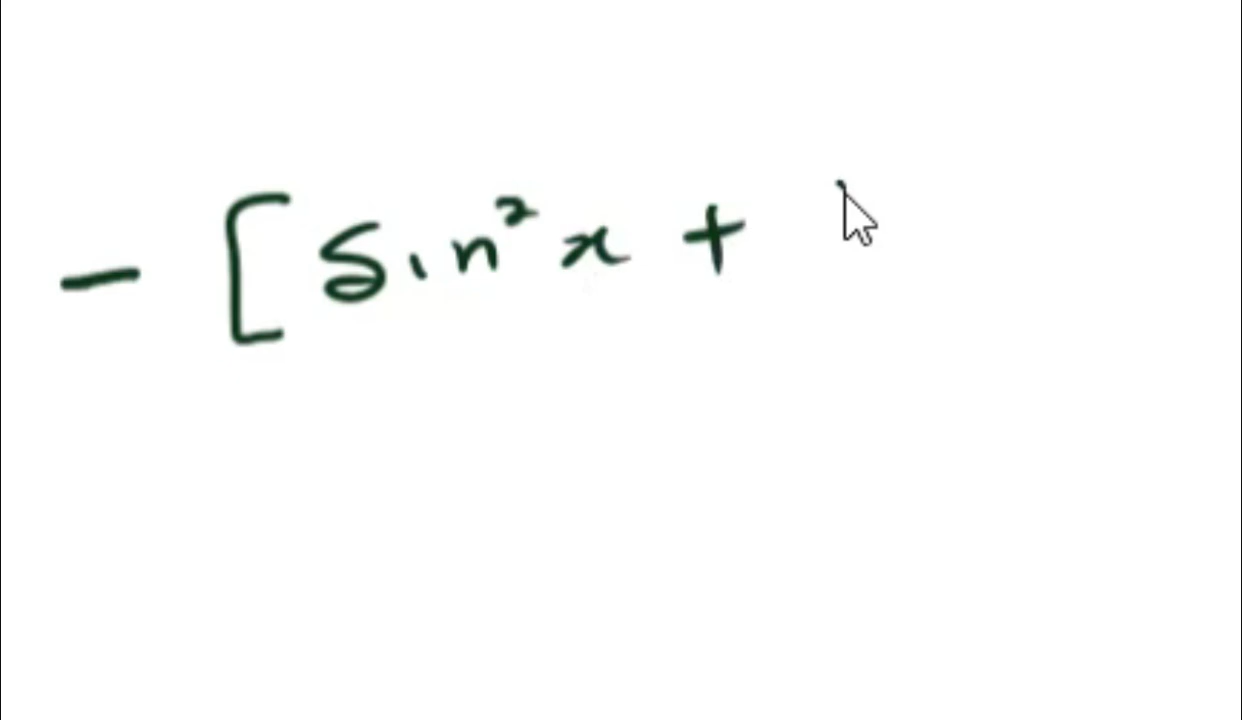 - [ sin²x +